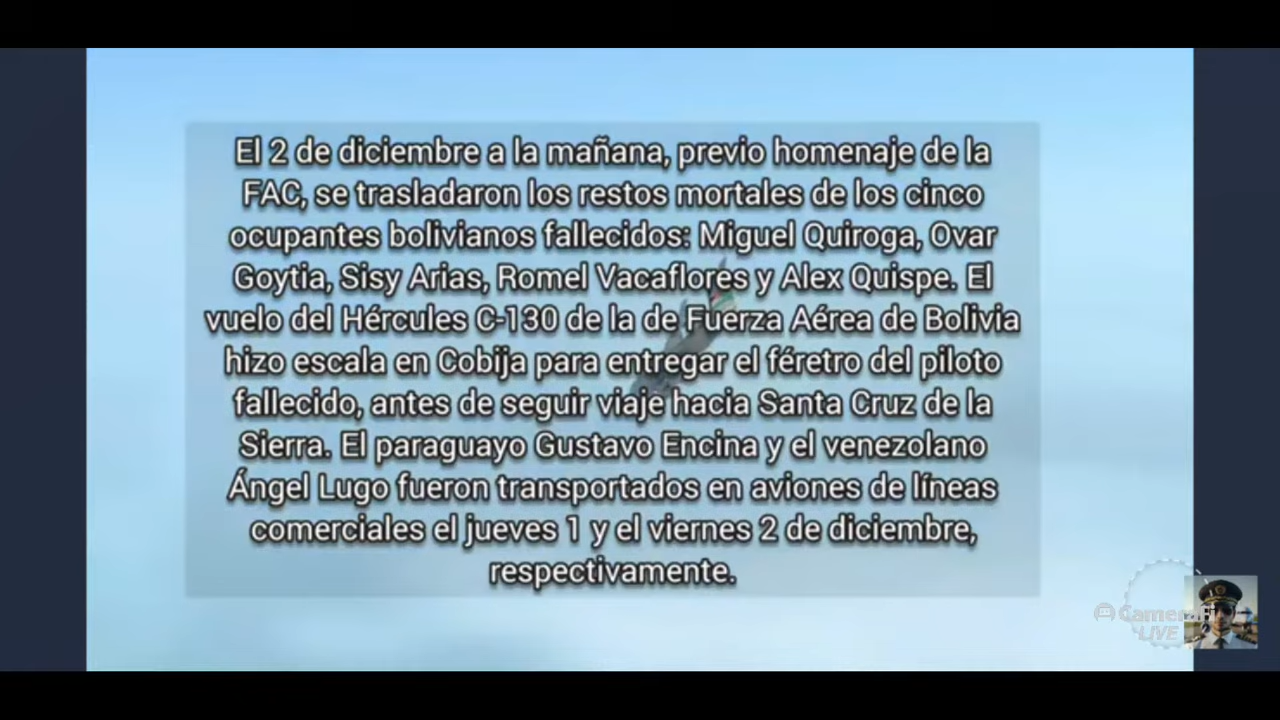 El 2 de diciembre a la mañana, previo homenaje de la
FAC, se trasladaron los restos mortales de los cinco
ocupantes bolivianos fallecidos: Miguel Quiroga, Ovar
Goytia, Sisy Arias, Romel Vacaflores y Alex Quispe. El
vuelo del Hércules C-130 de la de Fuerza Aérea de Bolivia
hizo escala en Cobija para entregar el féretro del piloto
fallecido, antes de seguir viaje hacia Santa Cruz de la
Sierra. El paraguayo Gustavo Encina y el venezolano
Ángel Lugo fueron transportados en aviones de líneas
comerciales el jueves 1 y el viernes 2 de diciembre,
respectivamente.
CameraFi
LIVE